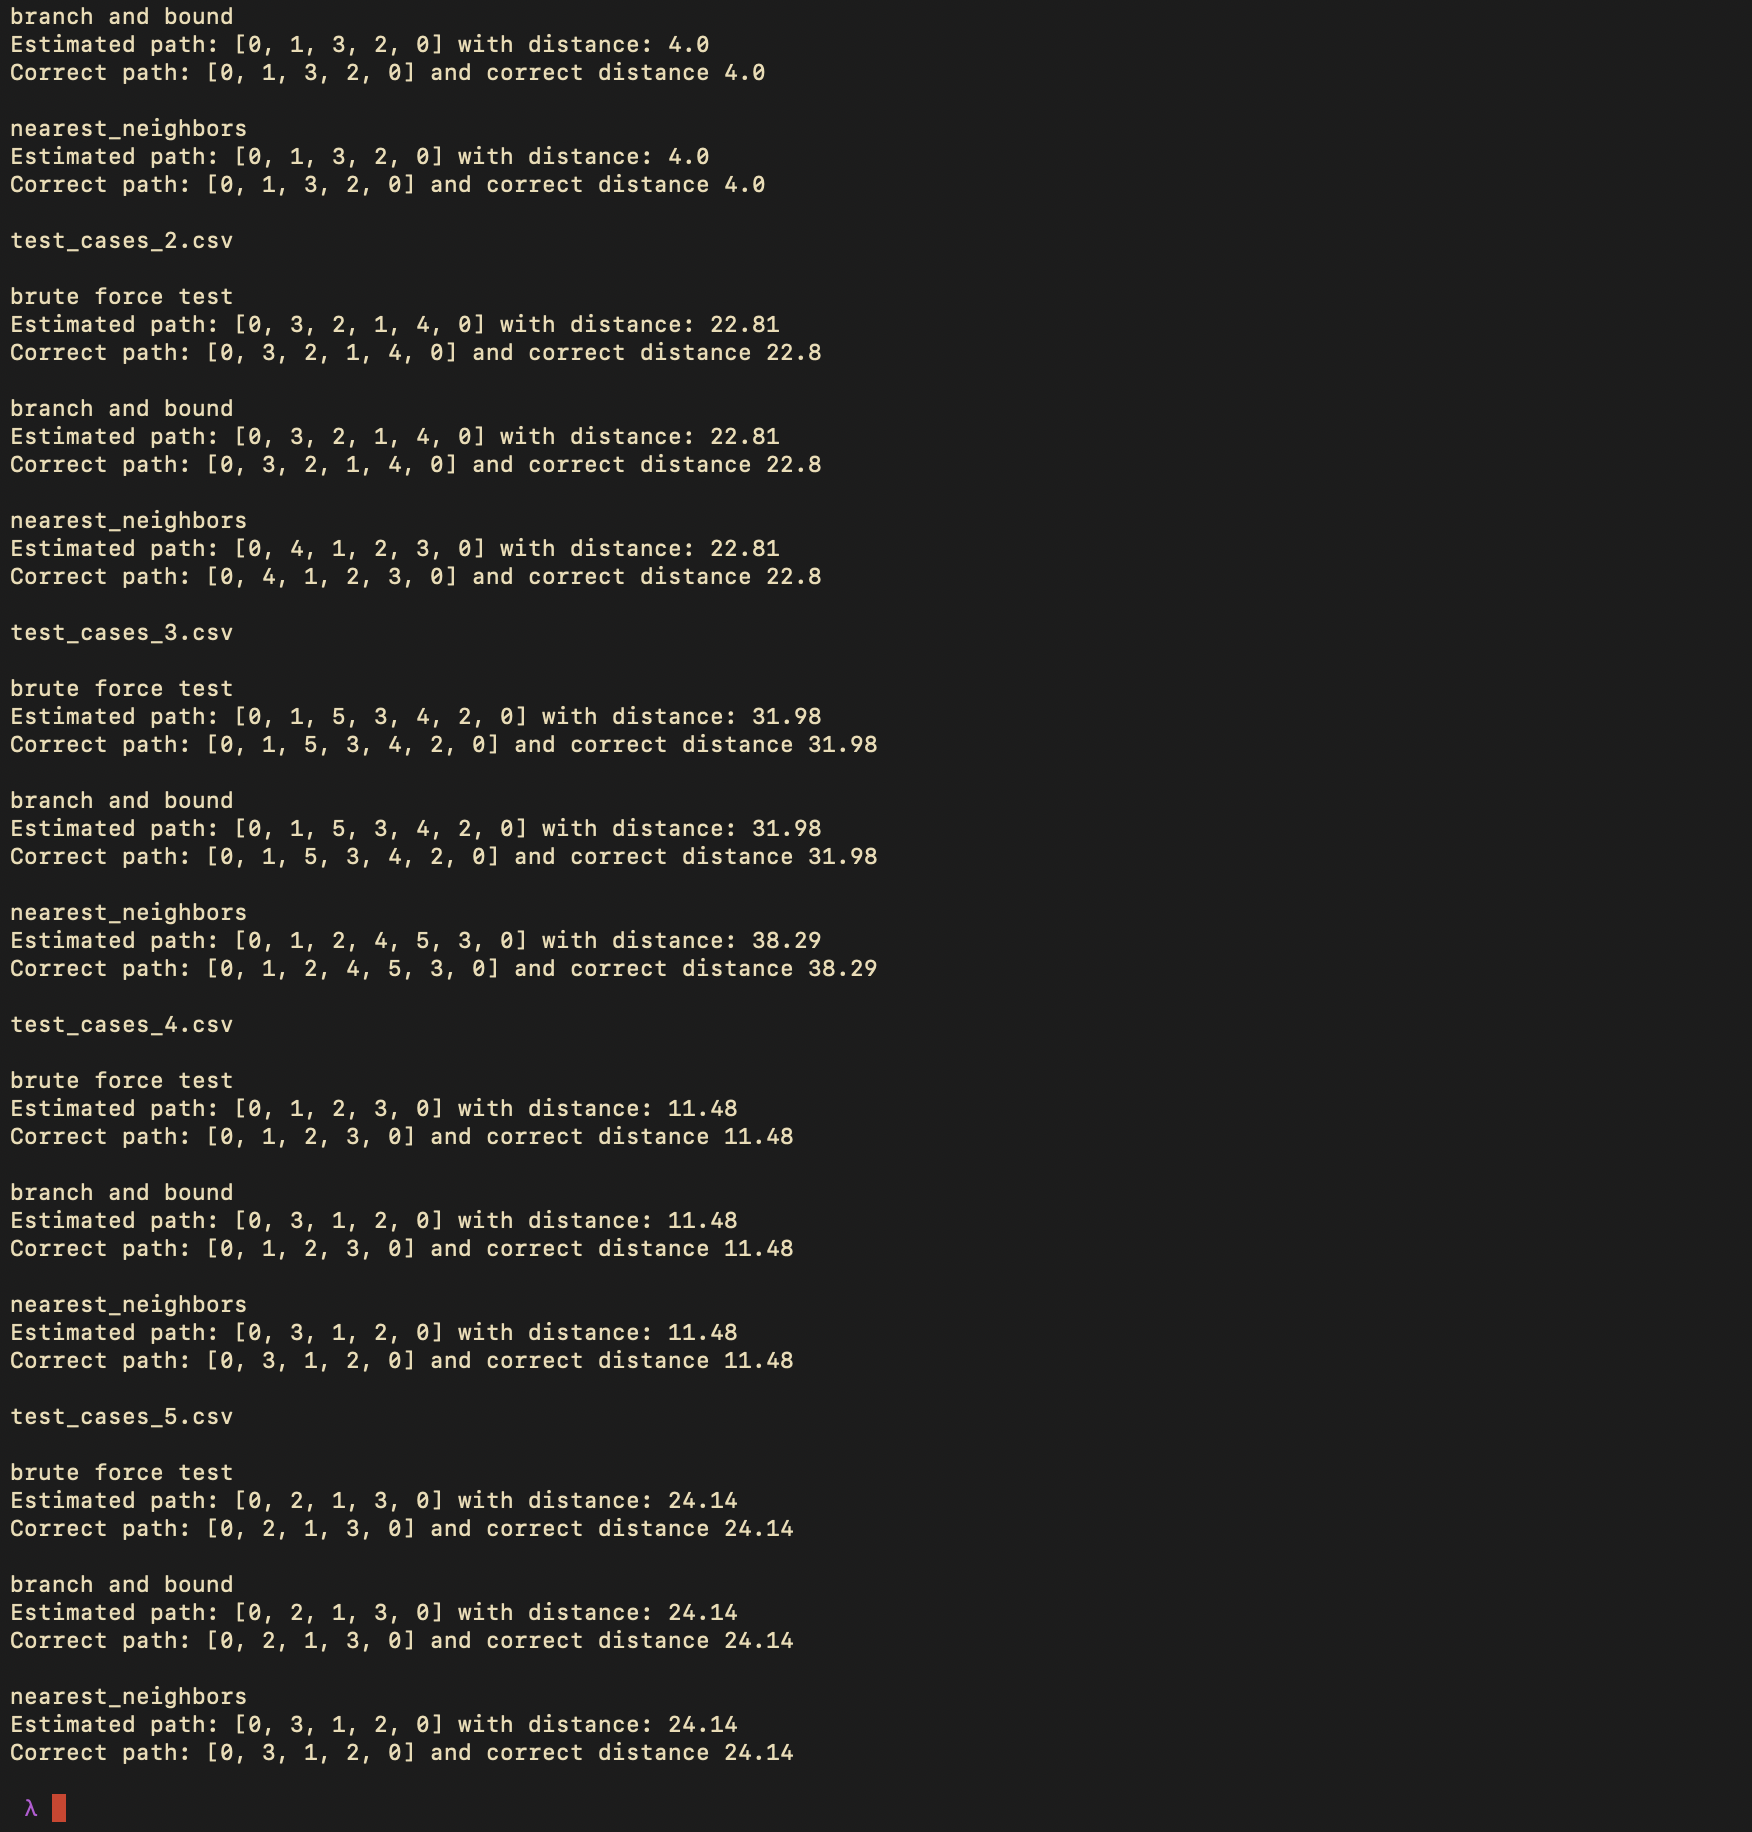 branch and bound
Estimated path: [0, 1, 3, 2, 0] with distance: 4.0
Correct path: [0, 1, 3, 2, 0] and correct distance 4.0
nearest_neighbors
Estimated path: [0, 1, 3, 2, 0] with distance: 4.0
Correct path: [0, 1, 3, 2, 0] and correct distance 4.0
test_cases_2.csv
brute force test
Estimated path: [0, 3, 2, 1, 4, 0] with distance: 22.81
Correct path: [0, 3, 2, 1, 4, 0] and correct distance 22.8
branch and bound
Estimated path: [0, 3, 2, 1, 4, 0] with distance: 22.81
Correct path: [0, 3, 2, 1, 4, 0] and correct distance 22.8
nearest_neighbors
Estimated path: [0, 4, 1, 2, 3, 0] with distance: 22.81
Correct path: [0, 4, 1, 2, 3, 0] and correct distance 22.8
test_cases_3.csv
brute force test
Estimated path: [0, 1, 5, 3, 4, 2, 0] with distance: 31.98
Correct path: [0, 1, 5, 3, 4, 2, 0] and correct distance 31.98
branch and bound
Estimated path: [0, 1, 5, 3, 4, 2, 0] with distance: 31.98
Correct path: [0, 1, 5, 3, 4, 2, 0] and correct distance 31.98
nearest_neighbors
Estimated path: [0, 1, 2, 4, 5, 3, 0] with distance: 38.29
Correct path: [0, 1, 2, 4, 5, 3, 0] and correct distance 38.29
test_cases_4.csv
brute force test
Estimated path: [0, 1, 2, 3, 0] with distance: 11.48
Correct path: [0, 1, 2, 3, 0] and correct distance 11.48
branch and bound
Estimated path: [0, 3, 1, 2, 0] with distance: 11.48
Correct path: [0, 1, 2, 3, 0] and correct distance 11.48
nearest_neighbors
Estimated path: [0, 3, 1, 2, 0] with distance: 11.48
Correct path: [0, 3, 1, 2, 0] and correct distance 11.48
test_cases_5.csv
brute force test
Estimated path: [0, 2, 1, 3, 0] with distance: 24.14
Correct path: [0, 2, 1, 3, 0] and correct distance 24.14
branch and bound
Estimated path: [0, 2, 1, 3, 0] with distance: 24.14
Correct path: [0, 2, 1, 3, 0] and correct distance 24.14
nearest_neighbors
Estimated path: [0, 3, 1, 2, 0] with distance: 24.14
Correct path: [0, 3, 1, 2, 0] and correct distance 24.14
λ